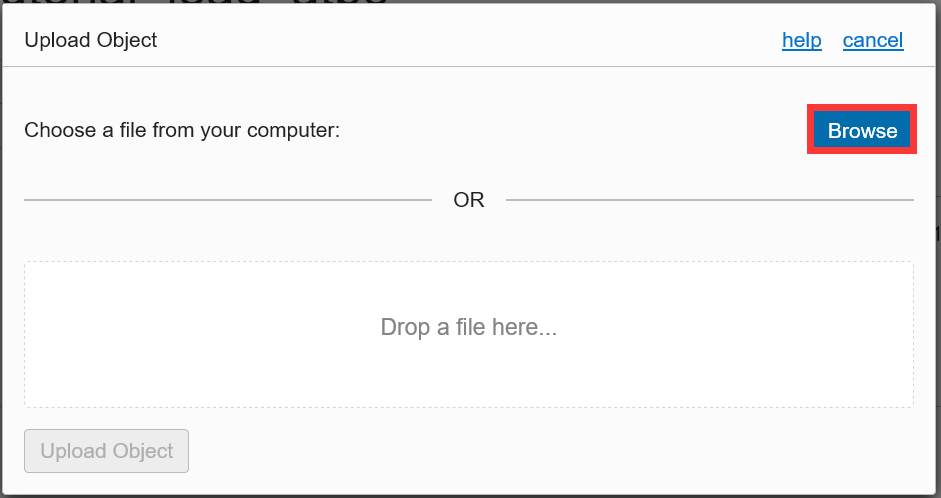 Upload Object help cancel
Choose a file from your computer: Browse
OR
Drop a file here...
Upload Object